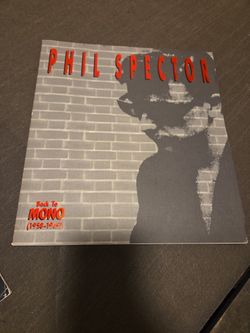 PHIL SPECTOR
Back To
MONO
(1958-1969)